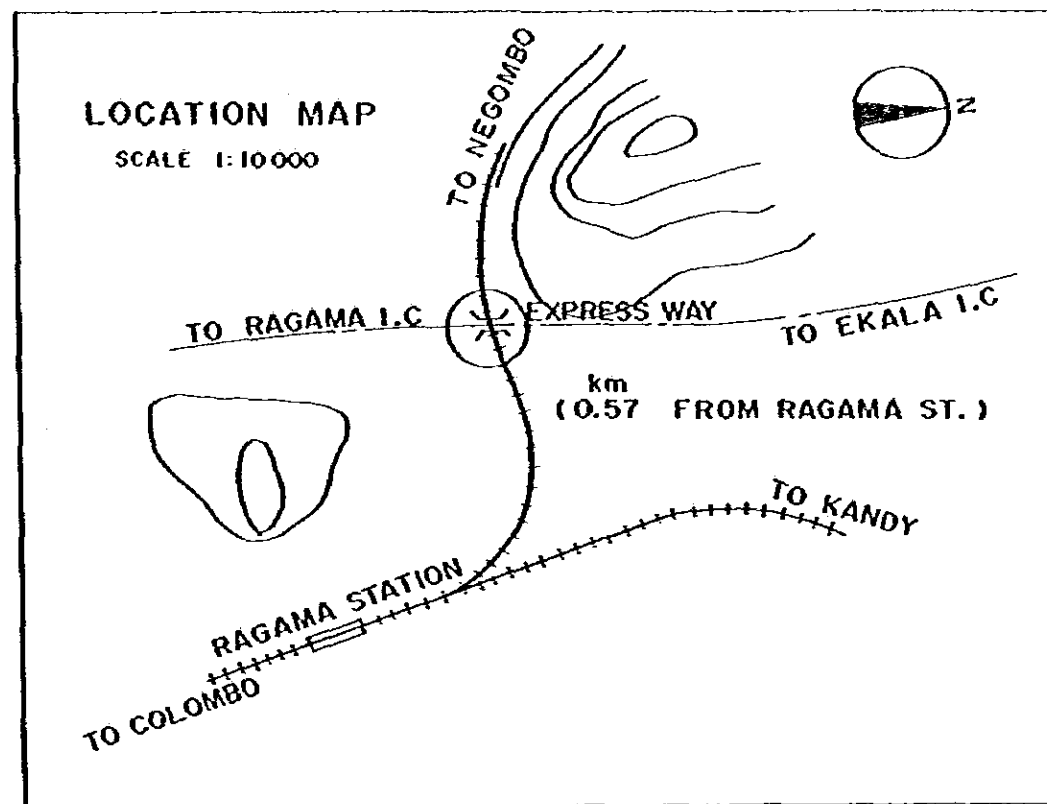 LOCATION MAP
SCALE 1:10000
TO NEGOMBO
N
TO RAGAMA I.C
EXPRESS WAY
TO EKALA I.C
km
(0.57 FROM RAGAMA ST.)
TO KANDY
RAGAMA STATION
TO COLOMBO